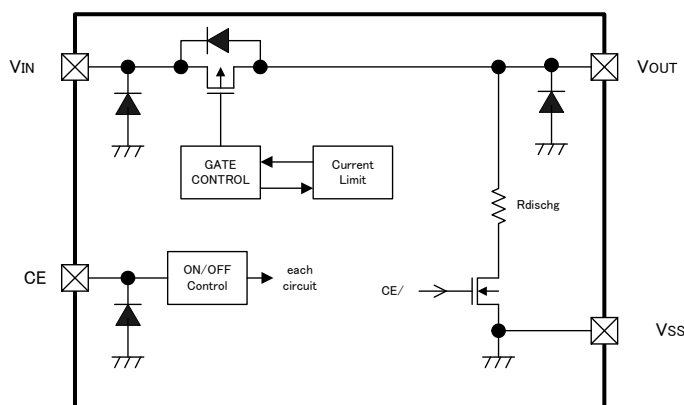 VIN
VOUT
GATE
CONTROL
Current
Limit
Rdischg
CE
ON/OFF
Control
each
circuit
CE/
VSS